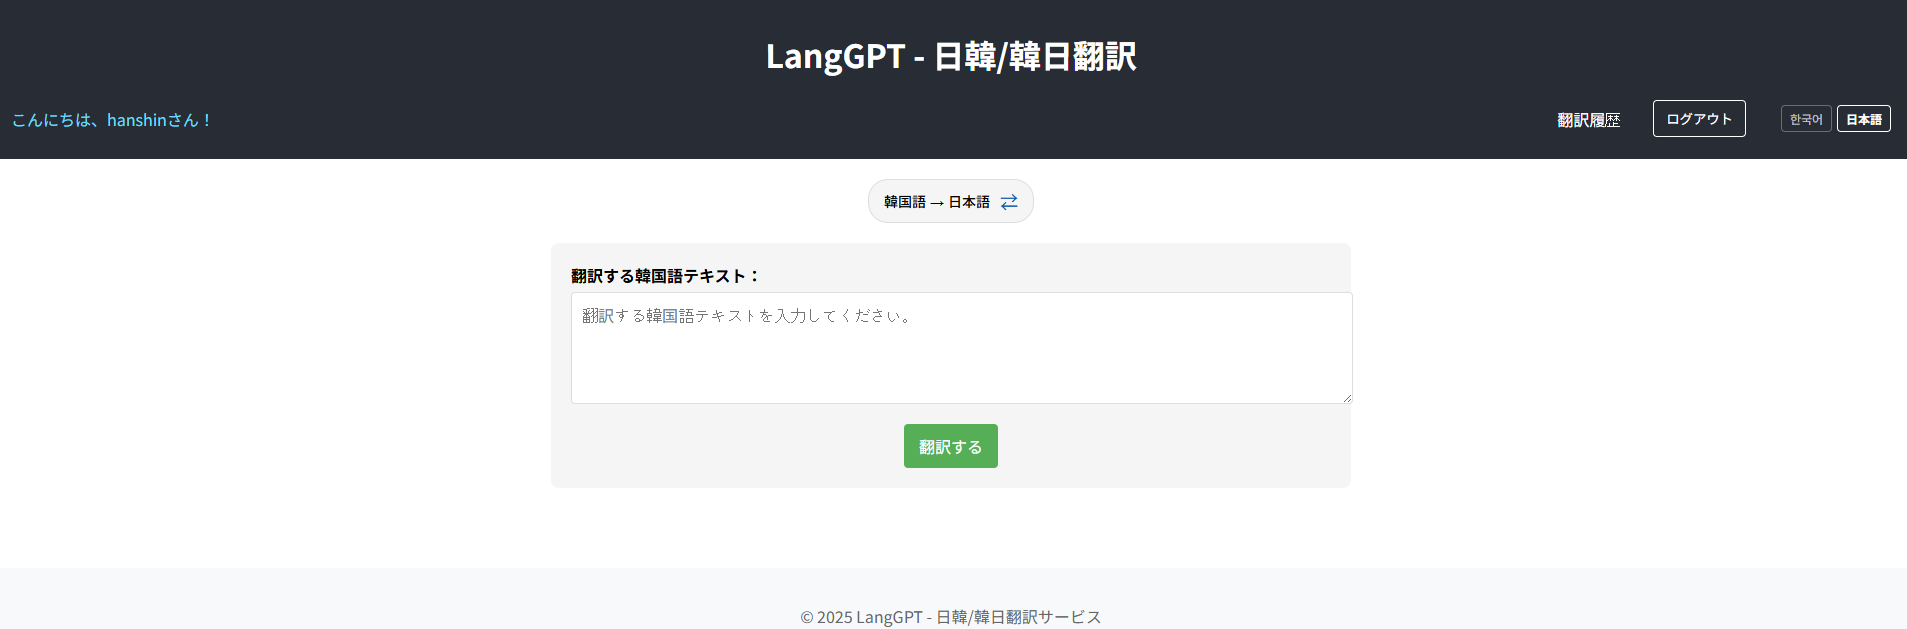 LangGPT - 日韓/韓日翻訳
こんにちは、hanshinさん！
翻訳履歴
ログアウト
한국어
日本語
韓国語 → 日本語 ⇄
翻訳する韓国語テキスト：
翻訳する韓国語テキストを入力してください。
翻訳する
© 2025 LangGPT - 日韓/韓日翻訳サービス